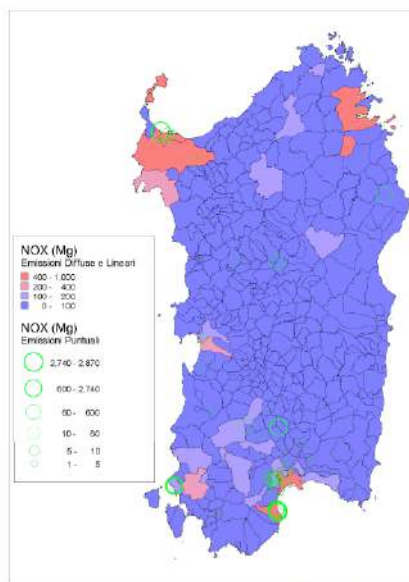 NOX (Mg)
Emissioni Diffuse e Lineari
400 - 1.000
200 - 400
100 - 200
0 - 100
NOX (Mg)
Emissioni Puntuali
2,740 - 2,870
600 - 2,740
60 - 600
10 - 60
5 - 10
1 - 5